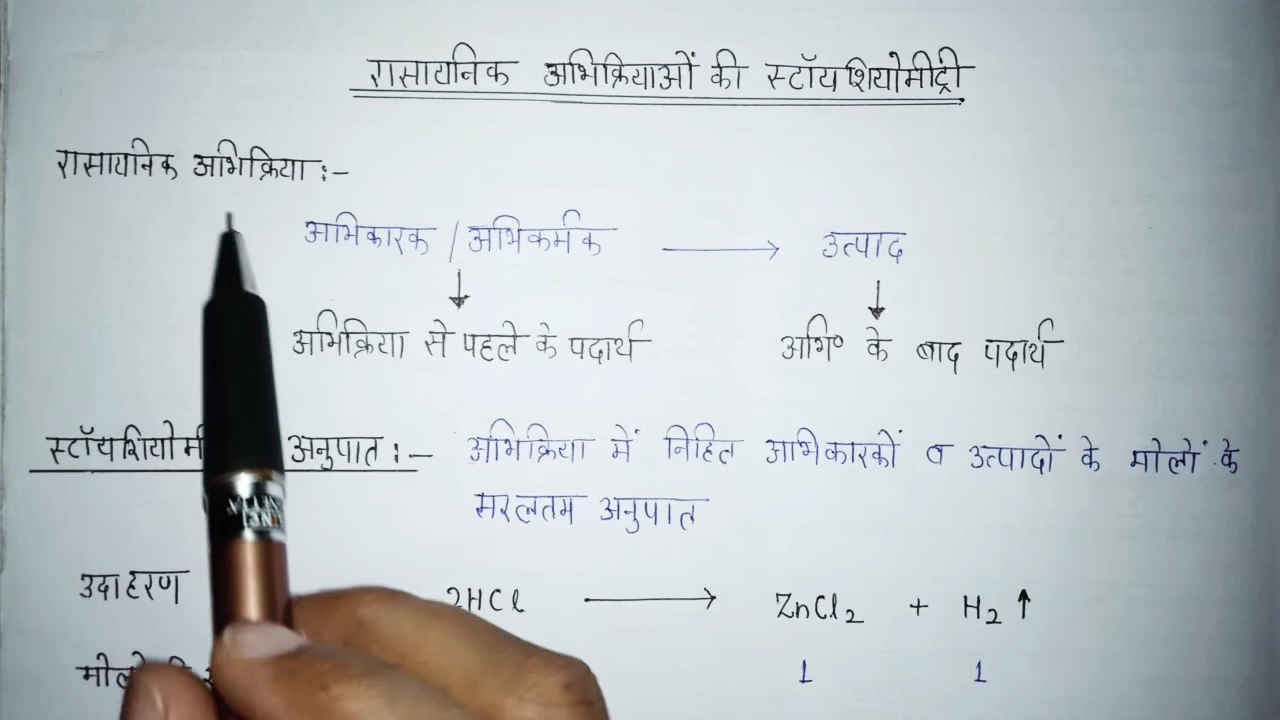 रासायनिक अभिक्रियाओं की स्टॉयशियोमीट्री
रासायनिक अभिक्रिया :-
अभिकारक / अभिकर्मक → उत्पाद
↓ ↓
अभिक्रिया से पहले के पदार्थ अभि० के बाद पदार्थ
अनुपात :- अभिक्रिया में निहित अभिकारकों व उत्पादों के मोलों के
सरलतम अनुपात
उदाहरण 2HCl → ZnCl2 + H2 ↑
1 1